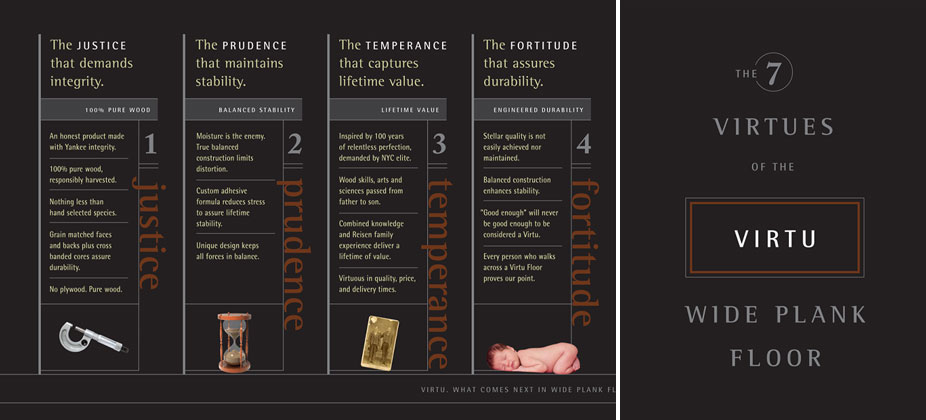 The JUSTICE
that demands
integrity.
100% PURE WOOD
An honest product made
with Yankee integrity.
100% pure wood,
responsibly harvested.
Nothing less than
hand selected species.
Grain matched faces
and backs plus cross
banded cores assure
durability.
No plywood. Pure wood.
1
justice
The PRUDENCE
that maintains
stability.
BALANCED STABILITY
Moisture is the enemy.
True balanced
construction limits
distortion.
Custom adhesive
formula reduces stress
to assure lifetime
stability.
Unique design keeps
all forces in balance.
2
prudence
The TEMPERANCE
that captures
lifetime value.
LIFETIME VALUE
Inspired by 100 years
of relentless perfection,
demanded by NYC elite.
Wood skills, arts and
sciences passed from
father to son.
Combined knowledge
and Reisen family
experience deliver a
lifetime of value.
Virtuous in quality, price,
and delivery times.
3
temperance
The FORTITUDE
that assures
durability.
ENGINEERED DURABILITY
Stellar quality is not
easily achieved nor
maintained.
Balanced construction
enhances stability.
"Good enough" will never
be good enough to be
considered a Virtu.
Every person who walks
across a Virtu Floor
proves our point.
4
fortitude
VIRTU. WHAT COMES NEXT IN WIDE PLANK FL
THE 7
VIRTUES
OF THE
VIRTU
WIDE PLANK
FLOOR